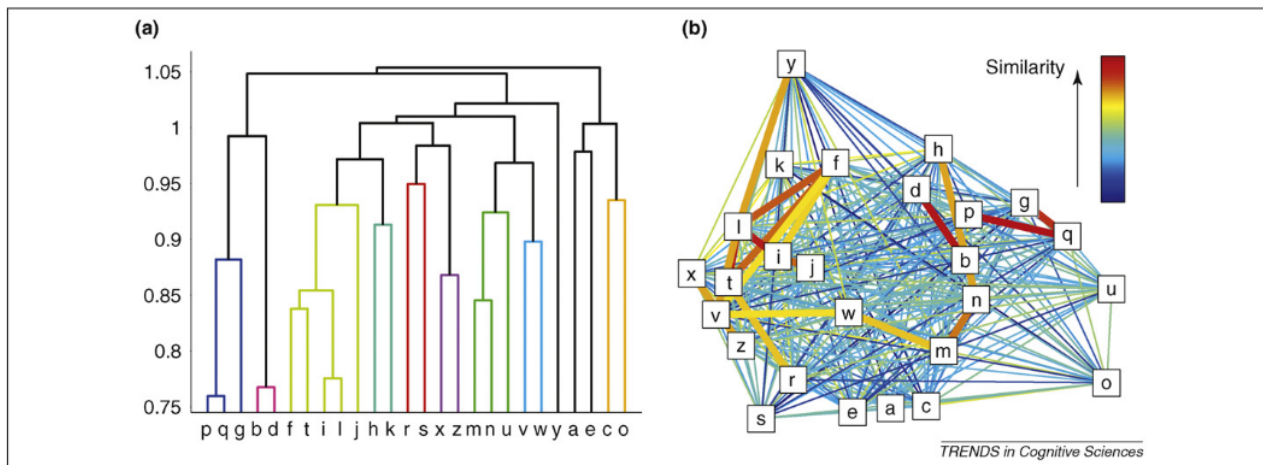 (a)
1.05
1
0.95
0.9
0.85
0.8
0.75
p q g b d f t i l j h k r s x z m n u v w y a e c o
(b)
Similarity
y
k
f
h
d
p
g
q
l
i
j
b
x
t
v
z
w
n
u
m
r
s
e
a
c
o
TRENDS in Cognitive Sciences